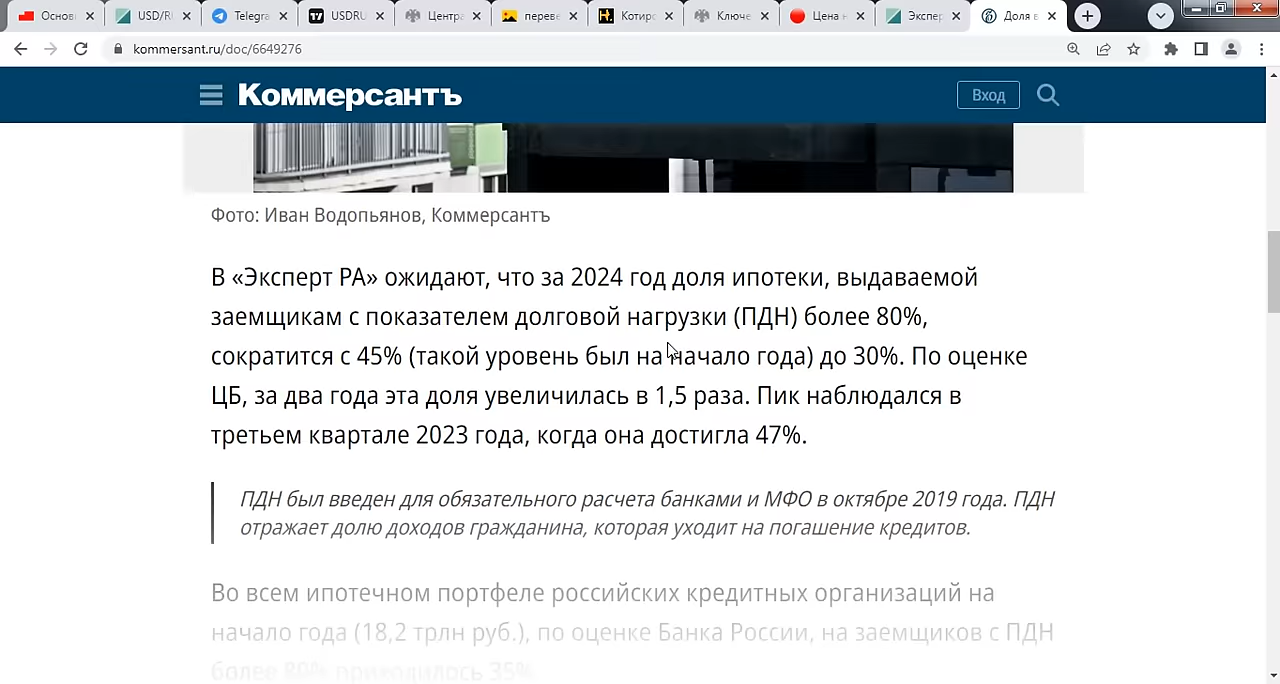 Основ
USD/RU
Telegra
USDRU
Центра
переве
Котирс
Ключе
Цена н
Экспер
Доля в
kommersant.ru/doc/6649276
Коммерсантъ
Вход
Фото: Иван Водопьянов, Коммерсантъ
В «Эксперт РА» ожидают, что за 2024 год доля ипотеки, выдаваемой
заемщикам с показателем долговой нагрузки (ПДН) более 80%,
сократится с 45% (такой уровень был на начало года) до 30%. По оценке
ЦБ, за два года эта доля увеличилась в 1,5 раза. Пик наблюдался в
третьем квартале 2023 года, когда она достигла 47%.
ПДН был введен для обязательного расчета банками и МФО в октябре 2019 года. ПДН
отражает долю доходов гражданина, которая уходит на погашение кредитов.
Во всем ипотечном портфеле российских кредитных организаций на
начало года (18,2 трлн руб.), по оценке Банка России, на заемщиков с ПДН
более 80% приходилось 35%